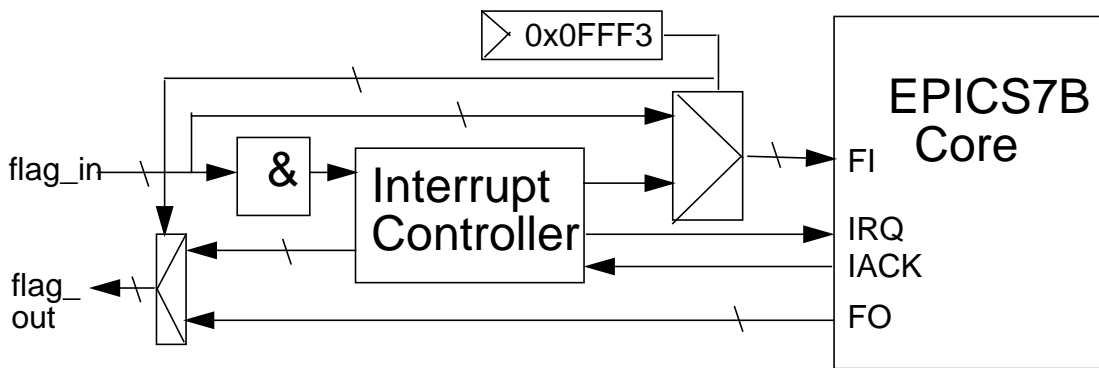 0x0FFF3
EPICS7B
Core
flag_in
&
Interrupt
Controller
FI
IRQ
IACK
FO
flag_
out